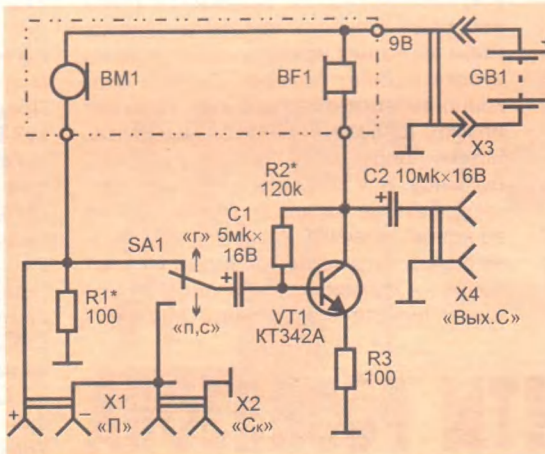 9В
BM1
BF1
GB1
X3
R2*
120k
C2 10мк×16В
C1
5мк×
16В
SA1
«г»
«п,с»
R1*
100
VT1
КТ342А
X4
«Вых.С»
R3
100
+
X1
–
«П»
X2
«Ск»